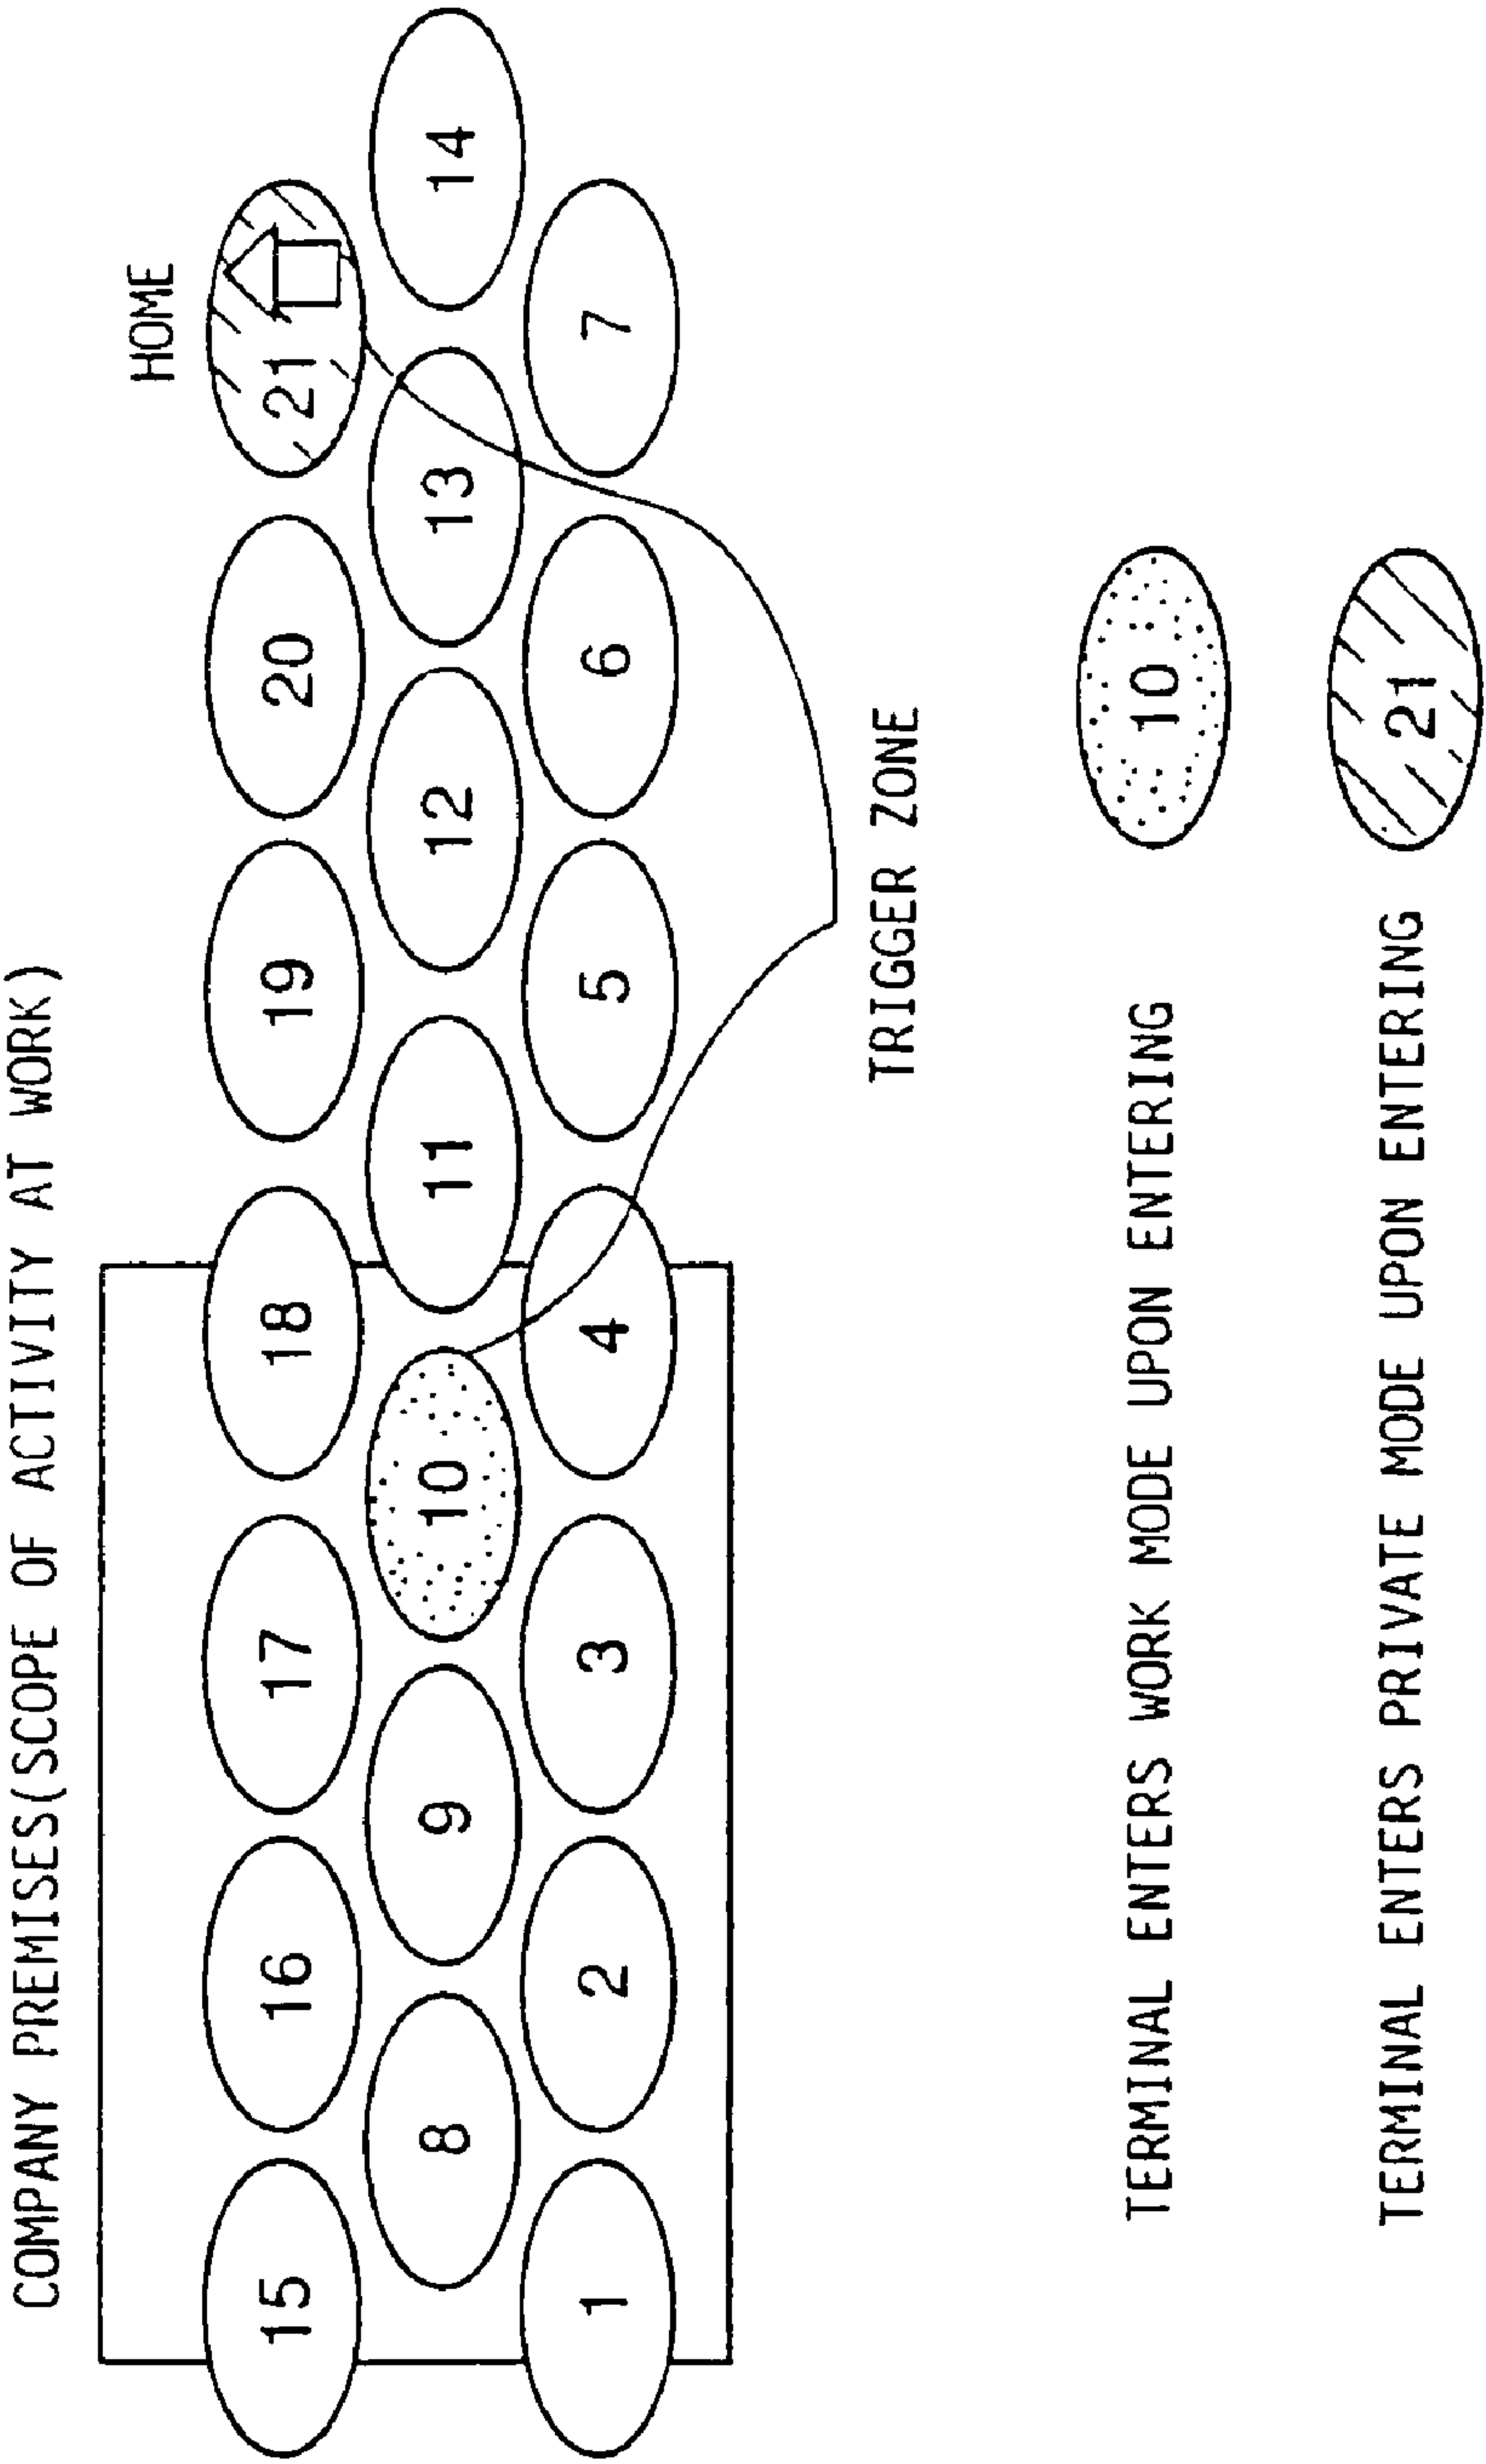 COMPANY PREMISES(SCOPE OF ACTIVITY AT WORK)
HOME
15 16 17 18 19 20 21
8 9 10 11 12 13 14
1 2 3 4 5 6 7
TRIGGER ZONE
TERMINAL ENTERS WORK MODE UPON ENTERING 10
TERMINAL ENTERS PRIVATE MODE UPON ENTERING 21